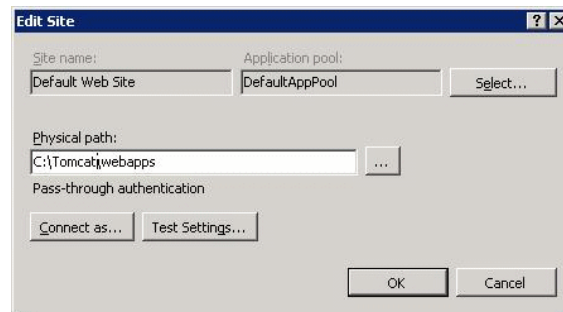 Edit Site
Site name: Application pool:
Default Web Site DefaultAppPool Select...
Physical path:
C:\Tomcat\webapps ...
Pass-through authentication
Connect as... Test Settings...
OK Cancel